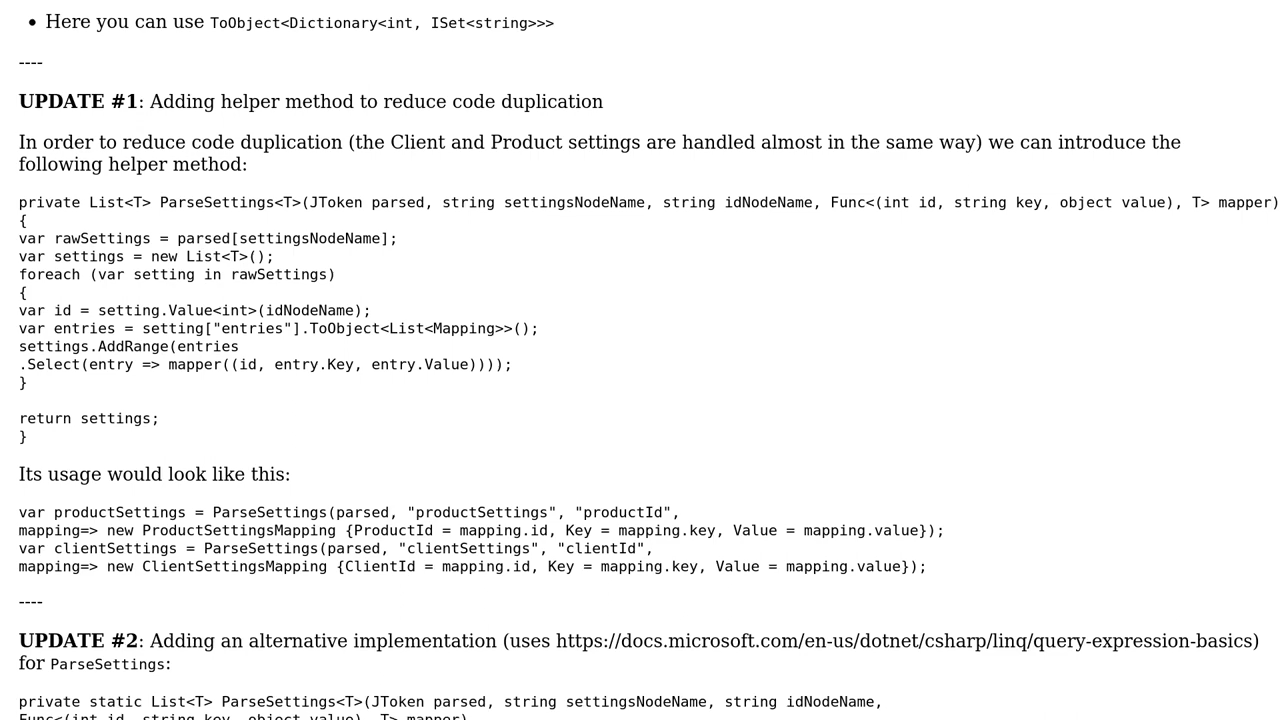 • Here you can use ToObject<Dictionary<int, ISet<string>>>
----
UPDATE #1: Adding helper method to reduce code duplication
In order to reduce code duplication (the Client and Product settings are handled almost in the same way) we can introduce the
following helper method:
private List<T> ParseSettings<T>(JToken parsed, string settingsNodeName, string idNodeName, Func<(int id, string key, object value), T> mapper)
{
var rawSettings = parsed[settingsNodeName];
var settings = new List<T>();
foreach (var setting in rawSettings)
{
var id = setting.Value<int>(idNodeName);
var entries = setting["entries"].ToObject<List<Mapping>>();
settings.AddRange(entries
.Select(entry => mapper((id, entry.Key, entry.Value))));
}
return settings;
}
Its usage would look like this:
var productSettings = ParseSettings(parsed, "productSettings", "productId",
mapping=> new ProductSettingsMapping {ProductId = mapping.id, Key = mapping.key, Value = mapping.value});
var clientSettings = ParseSettings(parsed, "clientSettings", "clientId",
mapping=> new ClientSettingsMapping {ClientId = mapping.id, Key = mapping.key, Value = mapping.value});
----
UPDATE #2: Adding an alternative implementation (uses https://docs.microsoft.com/en-us/dotnet/csharp/linq/query-expression-basics)
for ParseSettings:
private static List<T> ParseSettings<T>(JToken parsed, string settingsNodeName, string idNodeName,
Func<(int id, string key, object value), T> mapper)